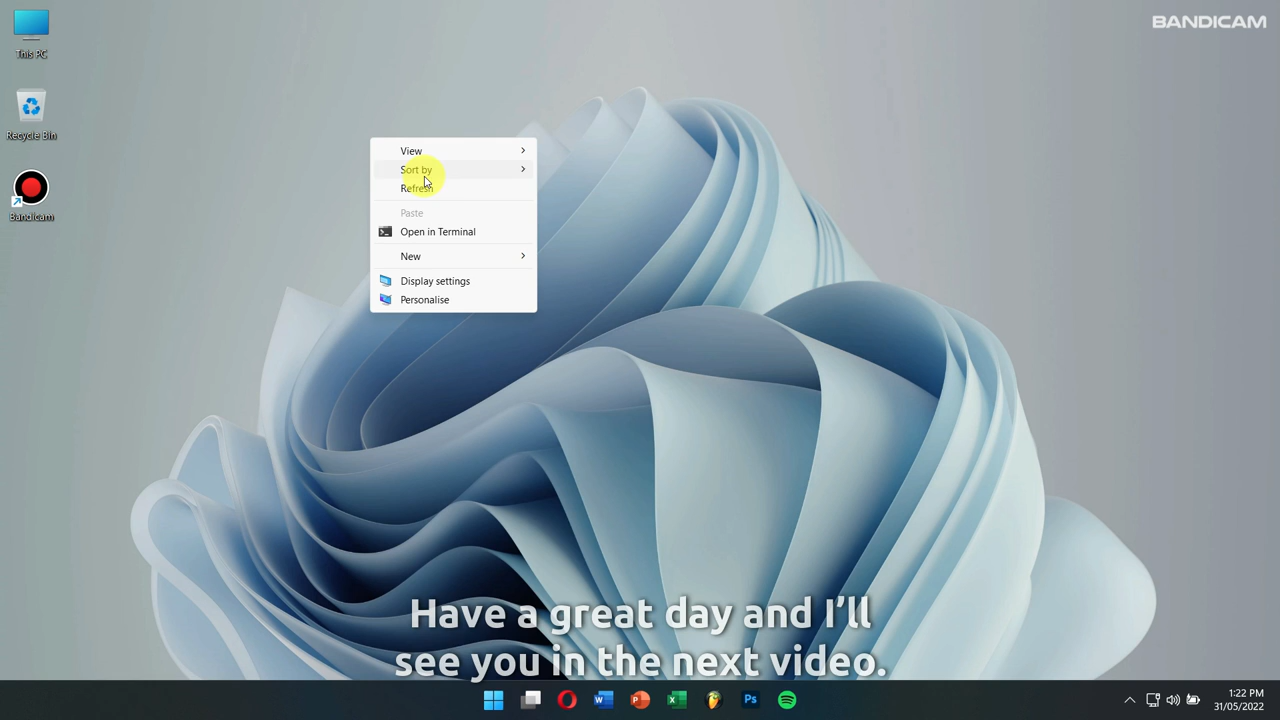 This PC
Recycle Bin
Bandicam
BANDICAM
View
Sort by
Refresh
Paste
Open in Terminal
New
Display settings
Personalise
Have a great day and I’ll
see you in the next video.
W
P
X
Ps
1:22 PM
31/05/2022